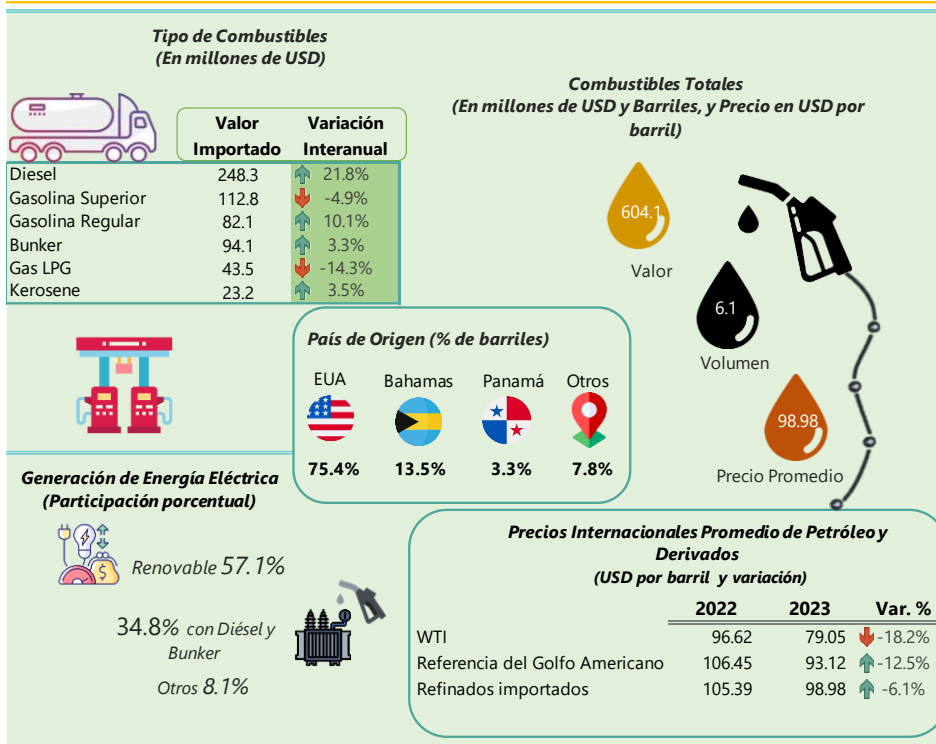 Tipo de Combustibles
(En millones de USD)
Valor Importado Variación Interanual
Diesel 248.3 21.8%
Gasolina Superior 112.8 -4.9%
Gasolina Regular 82.1 10.1%
Bunker 94.1 3.3%
Gas LPG 43.5 -14.3%
Kerosene 23.2 3.5%
Combustibles Totales
(En millones de USD y Barriles, y Precio en USD por
barril)
604.1
Valor
6.1
Volumen
98.98
Precio Promedio
País de Origen (% de barriles)
EUA Bahamas Panamá Otros
75.4% 13.5% 3.3% 7.8%
Generación de Energía Eléctrica
(Participación porcentual)
Renovable 57.1%
34.8% con Diésel y
Bunker
Otros 8.1%
Precios Internacionales Promedio de Petróleo y
Derivados
(USD por barril y variación)
2022 2023 Var. %
WTI 96.62 79.05 -18.2%
Referencia del Golfo Americano 106.45 93.12 -12.5%
Refinados importados 105.39 98.98 -6.1%